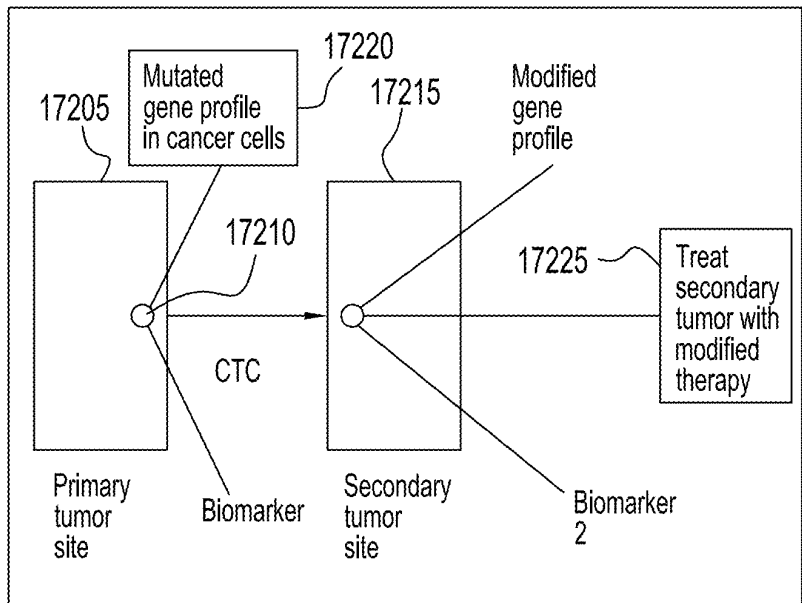 17220
Mutated
gene profile
in cancer cells
17205
17215
Modified
gene
profile
17210
17225
Treat
secondary
tumor with
modified
therapy
CTC
Primary
tumor
site
Biomarker
Secondary
tumor
site
Biomarker
2